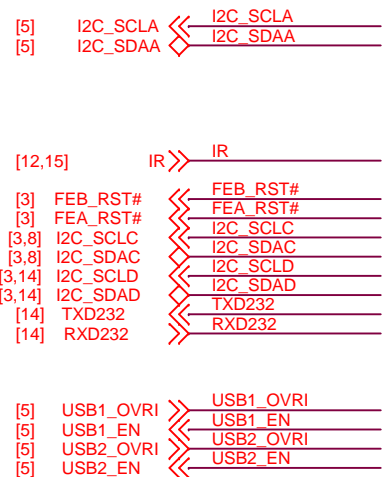 [5] I2C_SCLA I2C_SCLA
[5] I2C_SDAA I2C_SDAA
[12,15] IR IR
[3] FEB_RST# FEB_RST#
[3] FEA_RST# FEA_RST#
[3,8] I2C_SCLC I2C_SCLC
[3,8] I2C_SDAC I2C_SDAC
[3,14] I2C_SCLD I2C_SCLD
[3,14] I2C_SDAD I2C_SDAD
[14] TXD232 TXD232
[14] RXD232 RXD232
[5] USB1_OVRI USB1_OVRI
[5] USB1_EN USB1_EN
[5] USB2_OVRI USB2_OVRI
[5] USB2_EN USB2_EN